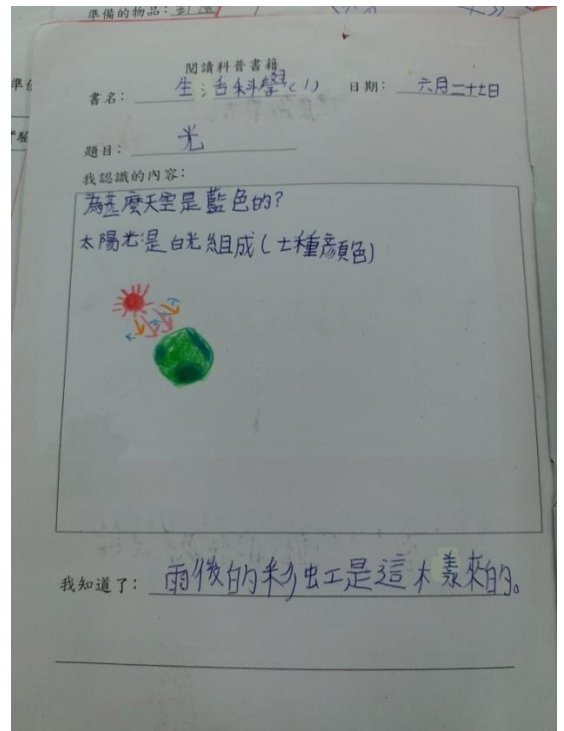 準備的物品:
閱讀科普書籍
書名: 生活科學(1) 日期: 六月二十七日
題目: 光
我認識的內容:
為甚麼天空是藍色的?
太陽光是白光組成(七種顏色)
我知道了: 雨後的彩虹是這樣來的。